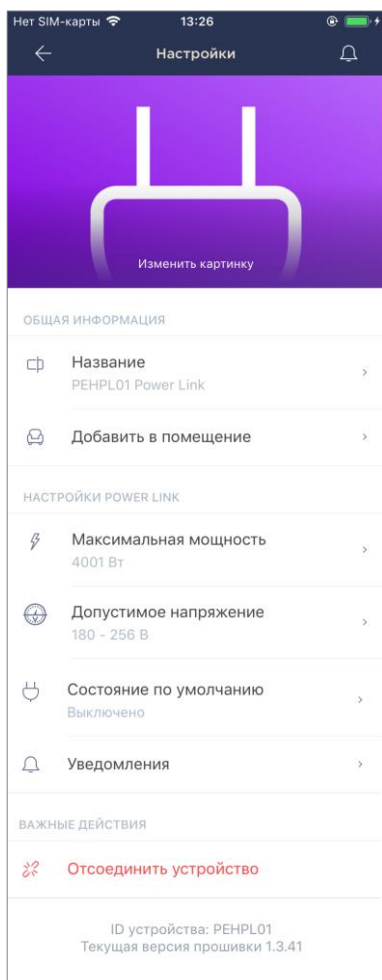 Нет SIM-карты 13:26
Настройки
Изменить картинку
ОБЩАЯ ИНФОРМАЦИЯ
Название
PEHPL01 Power Link
Добавить в помещение
НАСТРОЙКИ POWER LINK
Максимальная мощность
4001 Вт
Допустимое напряжение
180 - 256 В
Состояние по умолчанию
Выключено
Уведомления
ВАЖНЫЕ ДЕЙСТВИЯ
Отсоединить устройство
ID устройства: PEHPL01
Текущая версия прошивки 1.3.41